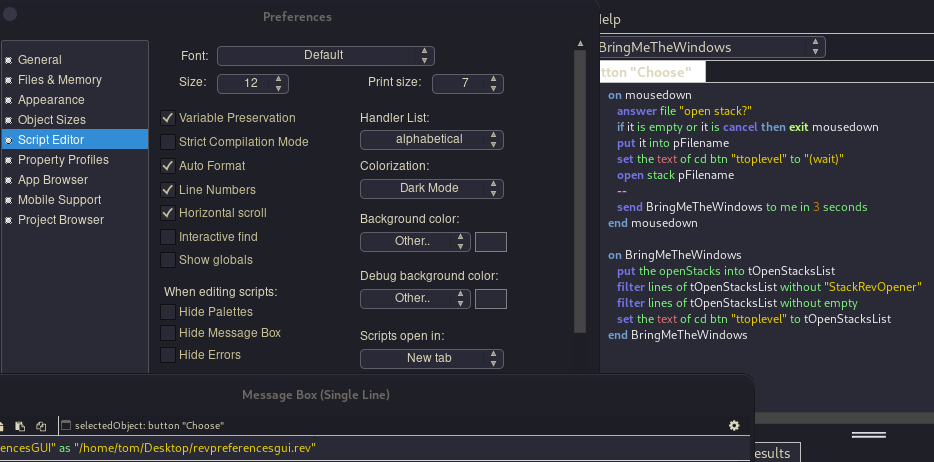 Preferences
General
Files & Memory
Appearance
Object Sizes
Script Editor
Property Profiles
App Browser
Mobile Support
Project Browser
Font: Default
Size: 12 Print size: 7
Variable Preservation
Strict Compilation Mode
Auto Format
Line Numbers
Horizontal scroll
Interactive find
Show globals
When editing scripts:
Hide Palettes
Hide Message Box
Hide Errors
Handler List:
alphabetical
Colorization:
Dark Mode
Background color:
Other..
Debug background color:
Other..
Scripts open in:
New tab
elp
BringMeTheWindows
tton "Choose"
on mousedown
answer file "open stack?"
if it is empty or it is cancel then exit mousedown
put it into pFilename
set the text of cd btn "ttoplevel" to "(wait)"
open stack pFilename
--
send BringMeTheWindows to me in 3 seconds
end mousedown
on BringMeTheWindows
put the openStacks into tOpenStacksList
filter lines of tOpenStacksList without "StackRevOpener"
filter lines of tOpenStacksList without empty
set the text of cd btn "ttoplevel" to tOpenStacksList
end BringMeTheWindows
Message Box (Single Line)
selectedObject: button "Choose"
encesGUI" as "/home/tom/Desktop/revpreferencesgui.rev"
esults